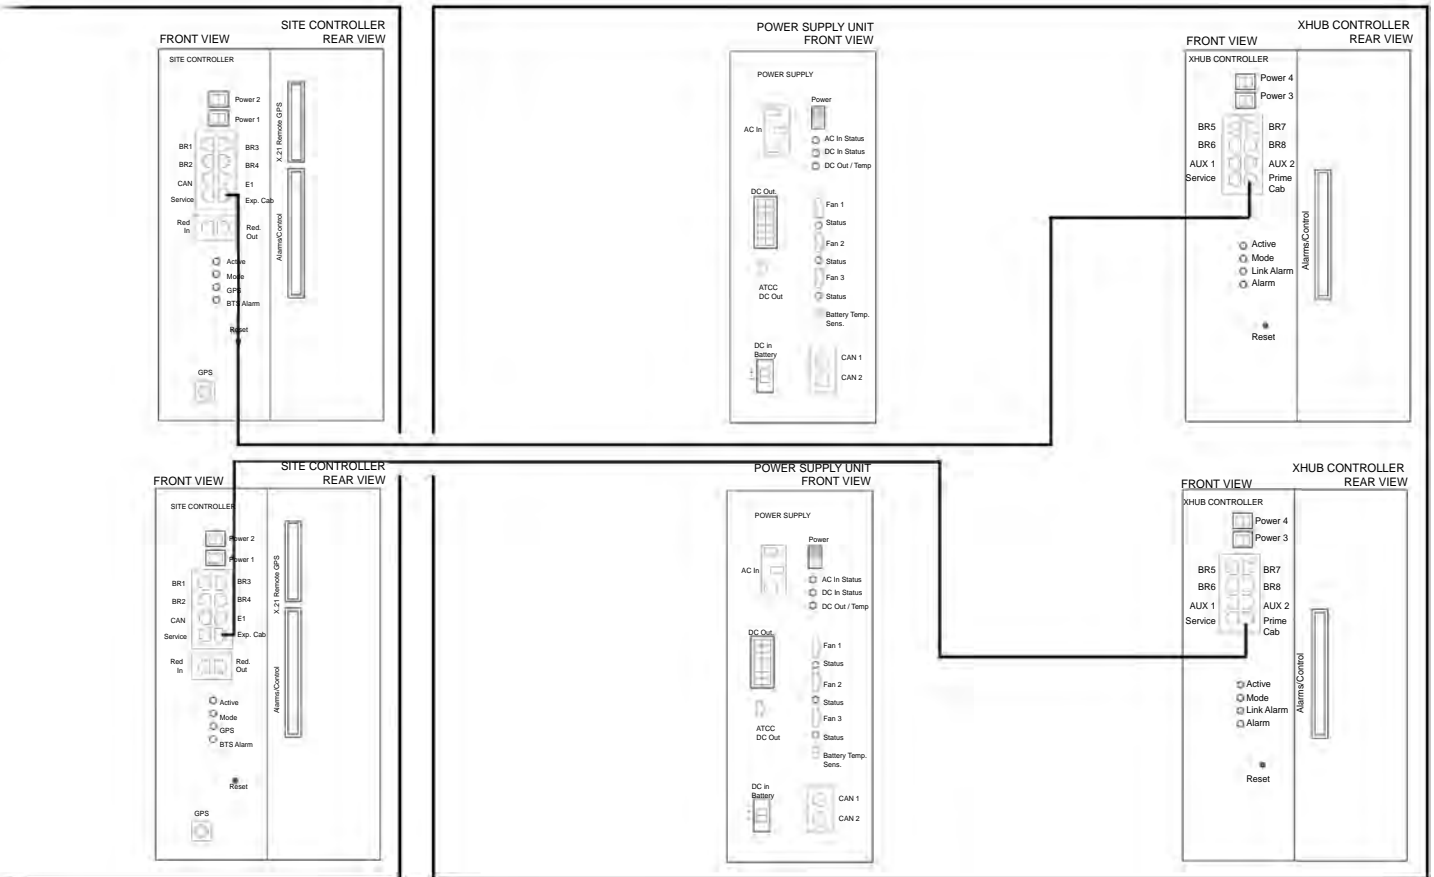 SITE CONTROLLER
FRONT VIEW
REAR VIEW
SITE CONTROLLER
Power 2
Power 1
BR1
BR3
BR2
BR4
CAN
E1
Service
Exp. Cab
Red
In
Red.
Out
Active
Mode
GPS
BTS Alarm
Reset
GPS
X.21 Remote GPS
Alarms/Control
POWER SUPPLY UNIT
FRONT VIEW
POWER SUPPLY
Power
AC In
AC In Status
DC In Status
DC Out / Temp
DC Out.
Fan 1
Status
Fan 2
Status
Fan 3
ATCC
DC Out
Status
Battery Temp.
Sens.
DC in
Battery
CAN 1
CAN 2
XHUB CONTROLLER
FRONT VIEW
REAR VIEW
XHUB CONTROLLER
Power 4
Power 3
BR5
BR7
BR6
BR8
AUX 1
AUX 2
Service
Prime
Cab
Active
Mode
Link Alarm
Alarm
Reset
Alarms/Control
SITE CONTROLLER
FRONT VIEW
REAR VIEW
SITE CONTROLLER
Power 2
Power 1
BR1
BR3
BR2
BR4
CAN
E1
Service
Exp. Cab
Red
In
Red.
Out
Active
Mode
GPS
BTS Alarm
Reset
GPS
X.21 Remote GPS
Alarms/Control
POWER SUPPLY UNIT
FRONT VIEW
POWER SUPPLY
Power
AC In
AC In Status
DC In Status
DC Out / Temp
DC Out.
Fan 1
Status
Fan 2
Status
Fan 3
ATCC
DC Out
Status
Battery Temp.
Sens.
DC in
Battery
CAN 1
CAN 2
XHUB CONTROLLER
FRONT VIEW
REAR VIEW
XHUB CONTROLLER
Power 4
Power 3
BR5
BR7
BR6
BR8
AUX 1
AUX 2
Service
Prime
Cab
Active
Mode
Link Alarm
Alarm
Reset
Alarms/Control